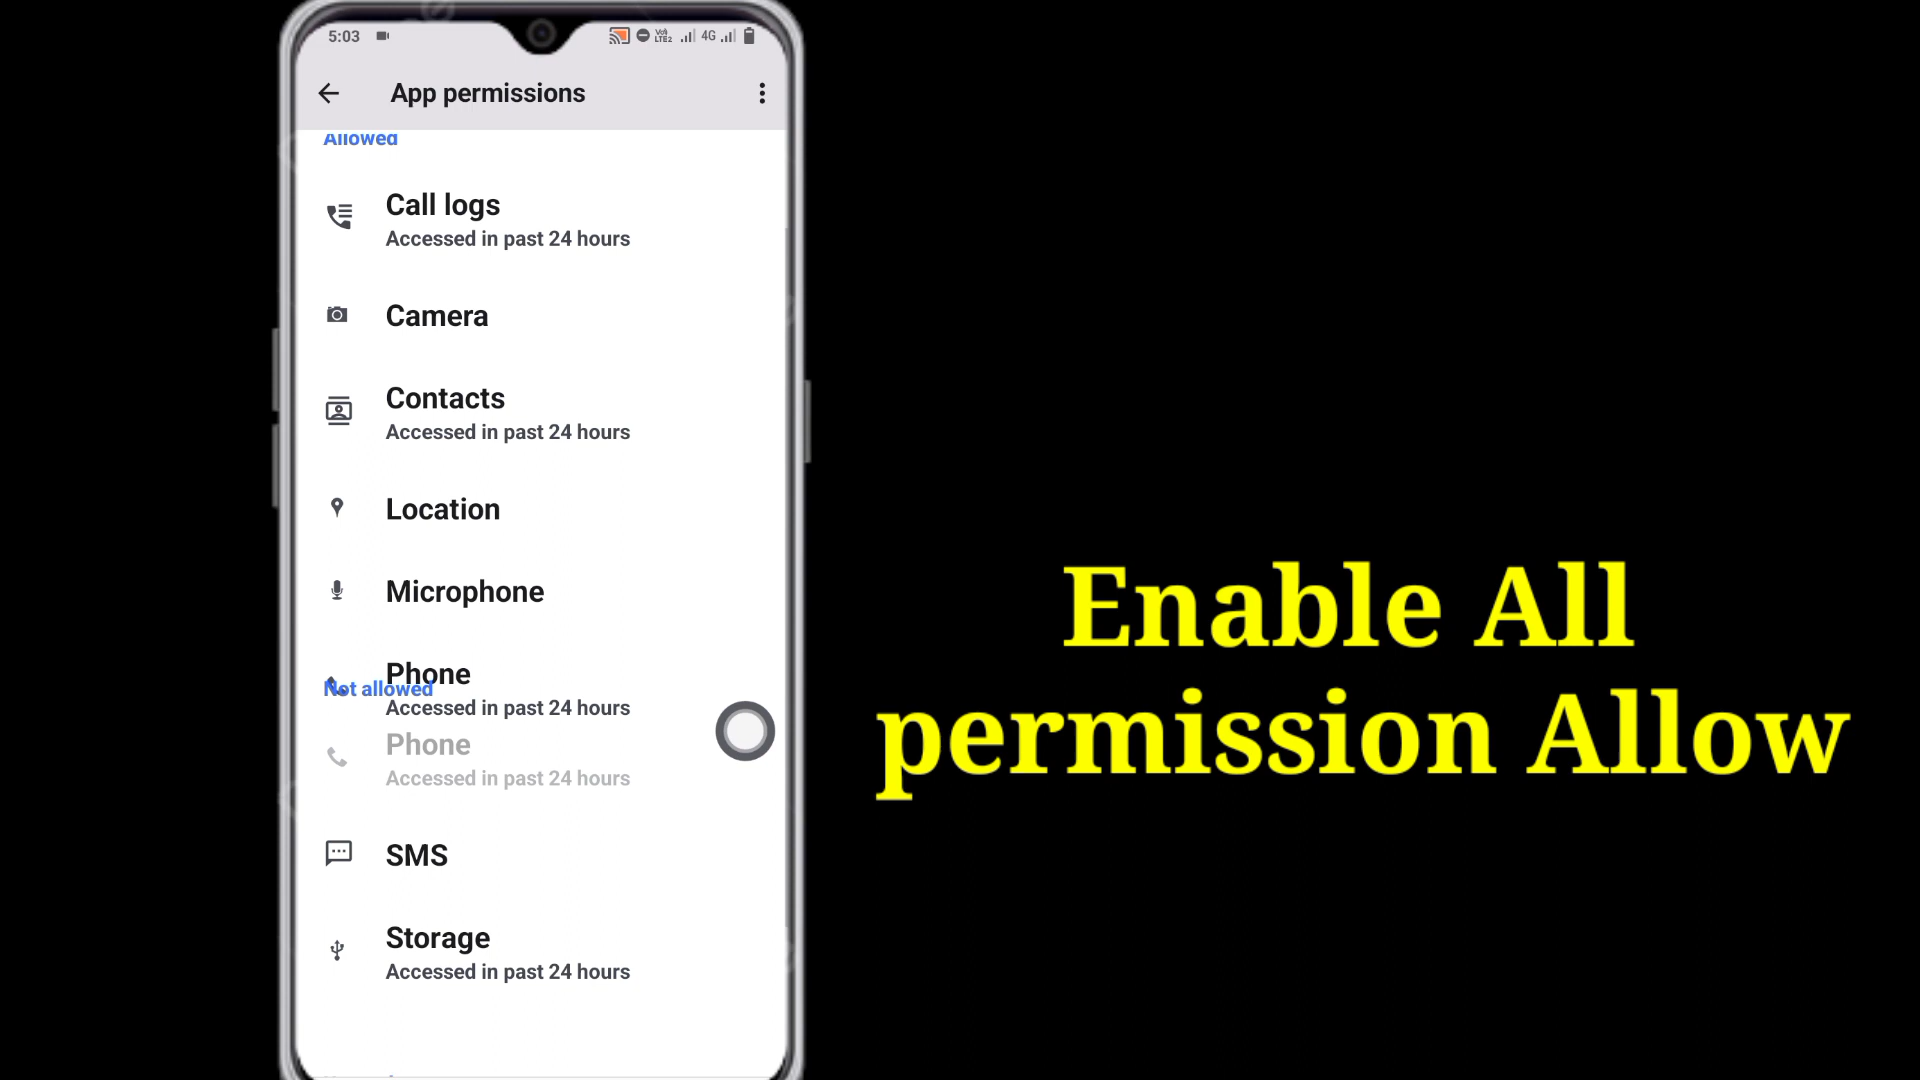 5:03
VoLTE2 4G
App permissions
Allowed
Call logs
Accessed in past 24 hours
Camera
Contacts
Accessed in past 24 hours
Location
Microphone
Phone
Not allowed
Accessed in past 24 hours
Phone
Accessed in past 24 hours
SMS
Storage
Accessed in past 24 hours
Enable All
permission Allow